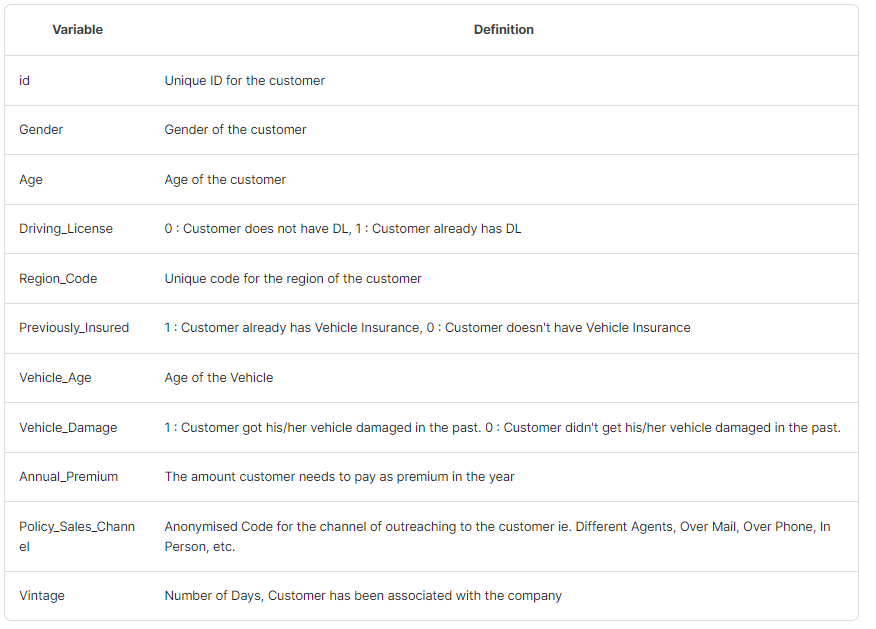 Variable Definition
id Unique ID for the customer
Gender Gender of the customer
Age Age of the customer
Driving_License 0 : Customer does not have DL, 1 : Customer already has DL
Region_Code Unique code for the region of the customer
Previously_Insured 1 : Customer already has Vehicle Insurance, 0 : Customer doesn't have Vehicle Insurance
Vehicle_Age Age of the Vehicle
Vehicle_Damage 1 : Customer got his/her vehicle damaged in the past. 0 : Customer didn't get his/her vehicle damaged in the past.
Annual_Premium The amount customer needs to pay as premium in the year
Policy_Sales_Chann Anonymised Code for the channel of outreaching to the customer ie. Different Agents, Over Mail, Over Phone, In
el Person, etc.
Vintage Number of Days, Customer has been associated with the company